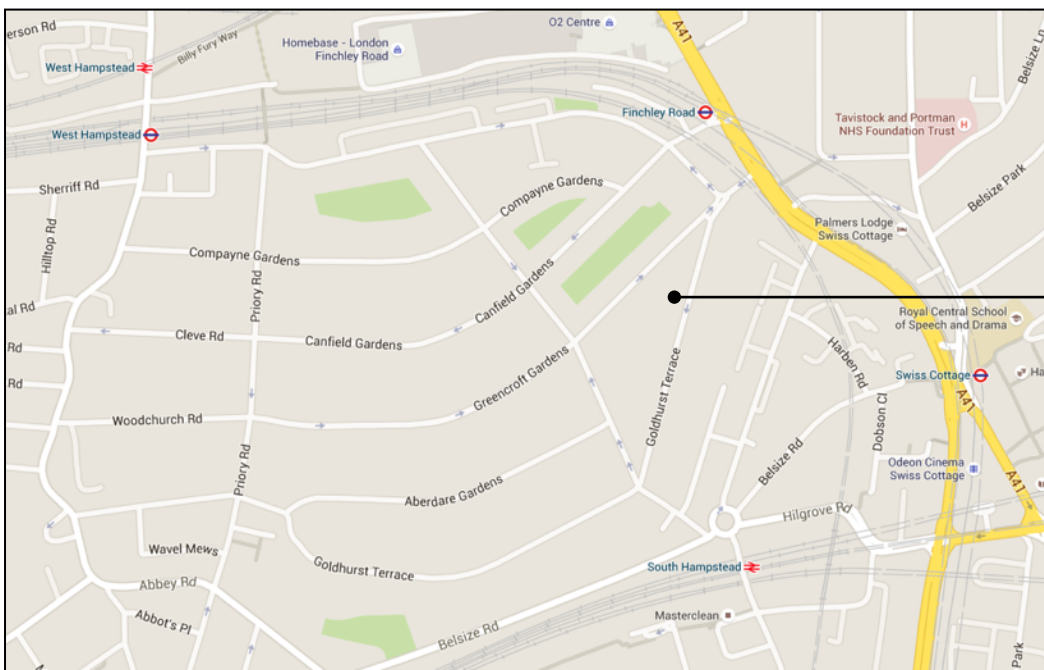 erson Rd
Billy Fury Way
West Hampstead
Homebase - London
Finchley Road
O2 Centre
A41
Belsize Ln
West Hampstead
Finchley Road
Tavistock and Portman
NHS Foundation Trust
Sherriff Rd
Hilltop Rd
Compayne Gardens
Belsize Park
Compayne Gardens
Priory Rd
Canfield Gardens
Palmers Lodge
Swiss Cottage
al Rd
Cleve Rd
Canfield Gardens
Royal Central School
of Speech and Drama
Rd
Rd
Greencroft Gardens
Goldhurst Terrace
Harben Rd
Swiss Cottage
Ha
Woodchurch Rd
Dobson Cl
A41
Priory Rd
Belsize Rd
Odeon Cinema
Swiss Cottage
A41
Aberdare Gardens
Hilgrove Rd
Wavel Mews
Goldhurst Terrace
South Hampstead
Abbey Rd
Abbot's Pl
Belsize Rd
Masterclean
Park